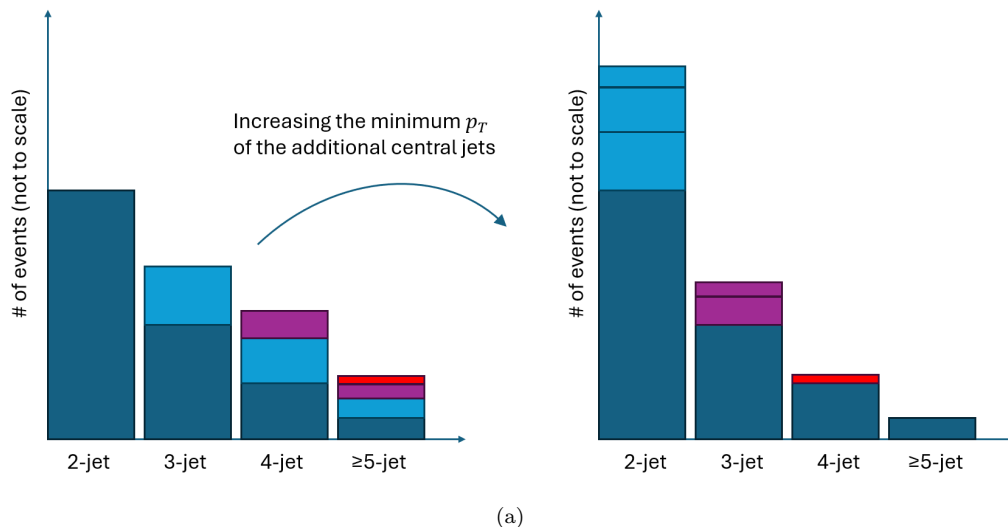 # of events (not to scale)
Increasing the minimum p_T
of the additional central jets
2-jet
3-jet
4-jet
≥5-jet
# of events (not to scale)
2-jet
3-jet
4-jet
≥5-jet
(a)